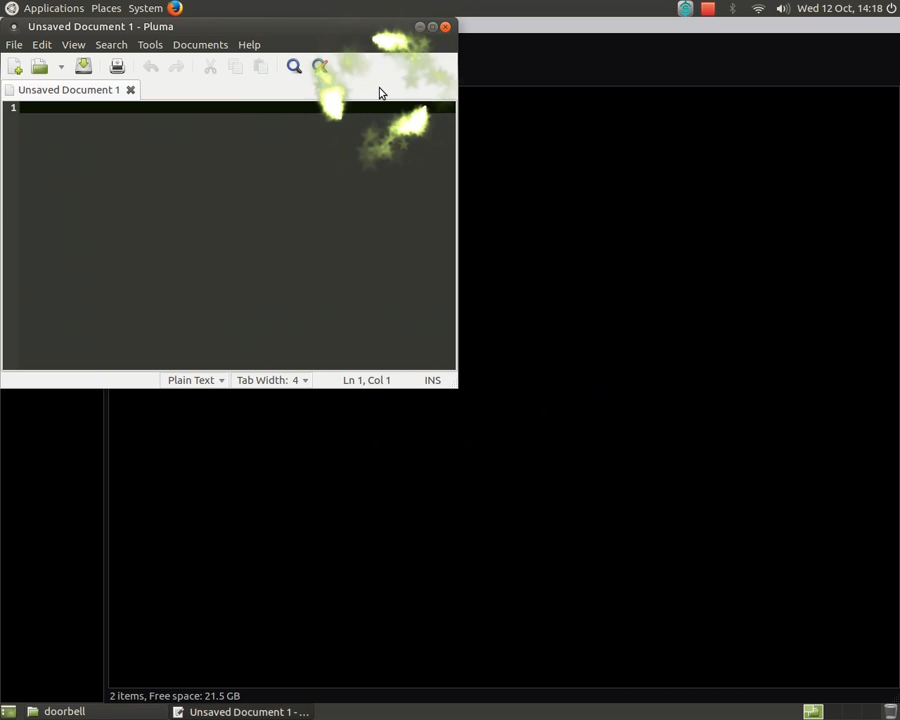 Applications Places System Wed 12 Oct, 14:18
Unsaved Document 1 - Pluma
File Edit View Search Tools Documents Help
Unsaved Document 1
1
Plain Text Tab Width: 4 Ln 1, Col 1 INS
2 items, Free space: 21.5 GB
doorbell Unsaved Document 1 - ...